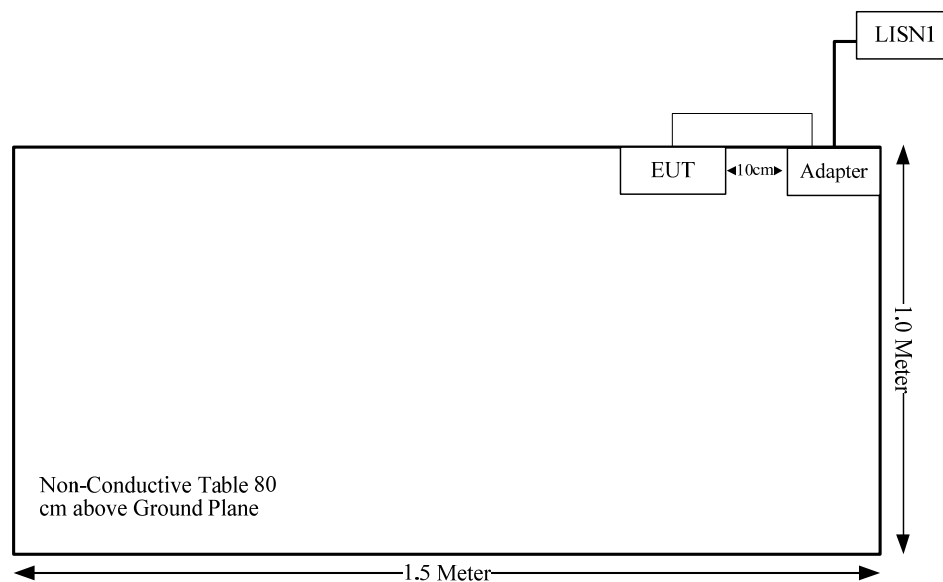 LISN1
EUT
10cm
Adapter
1.0 Meter
Non-Conductive Table 80
cm above Ground Plane
1.5 Meter